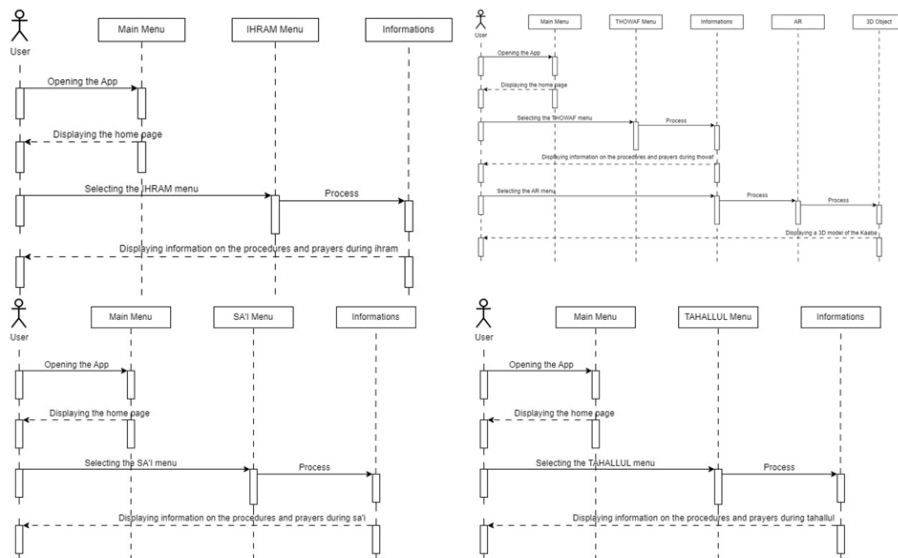 User
Main Menu
IHRAM Menu
Informations
Opening the App
Displaying the home page
Selecting the IHRAM menu
Process
Displaying information on the procedures and prayers during ihram
User
Main Menu
THOWAF Menu
Informations
AR
3D Object
Opening the App
Displaying the home page
Selecting the THOWAF menu
Process
Displaying information on the procedures and prayers during thowaf
Selecting the AR menu
Process
Process
Displaying a 3D model of the Kaaba
User
Main Menu
SA'I Menu
Informations
Opening the App
Displaying the home page
Selecting the SA'I menu
Process
Displaying information on the procedures and prayers during sa'i
User
Main Menu
TAHALLUL Menu
Informations
Opening the App
Displaying the home page
Selecting the TAHALLUL menu
Process
Displaying information on the procedures and prayers during tahallul